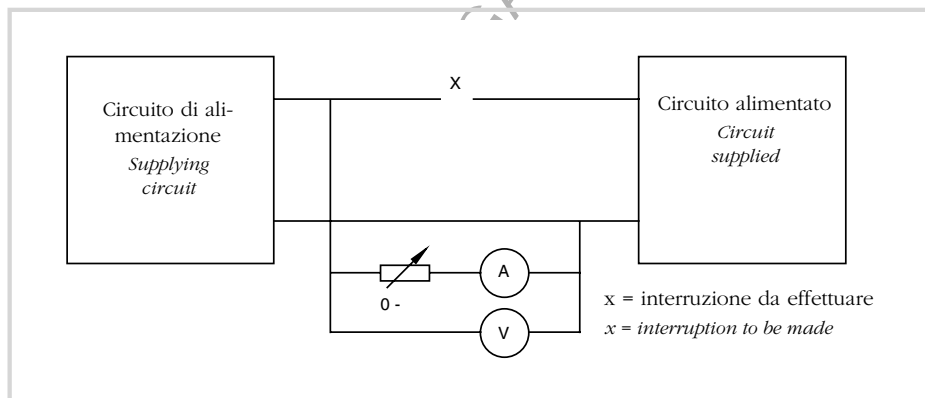 X
Circuito di ali-
mentazione
Supplying
circuit
Circuito alimentato
Circuit
supplied
A
0 -
V
x = interruzione da effettuare
x = interruption to be made